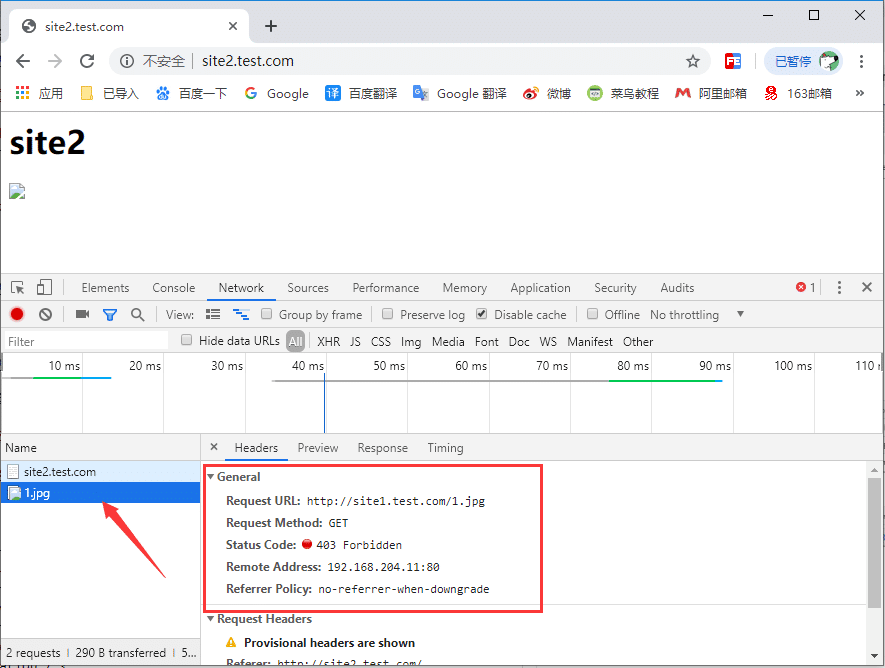 site2.test.com
不安全 site2.test.com 已暂停
应用 已导入 百度一下 Google 译 百度翻译 Google 翻译 微博 菜鸟教程 阿里邮箱 163邮箱 »
site2
Elements Console Network Sources Performance Memory Application Security Audits 1
View: Group by frame Preserve log Disable cache Offline No throttling
Filter Hide data URLs All XHR JS CSS Img Media Font Doc WS Manifest Other
10 ms 20 ms 30 ms 40 ms 50 ms 60 ms 70 ms 80 ms 90 ms 100 ms 110
Name Headers Preview Response Timing
site2.test.com
1.jpg
General
Request URL: http://site1.test.com/1.jpg
Request Method: GET
Status Code: 403 Forbidden
Remote Address: 192.168.204.11:80
Referrer Policy: no-referrer-when-downgrade
Request Headers
Provisional headers are shown
Referer: http://site2.test.com/
2 requests 290 B transferred 5...